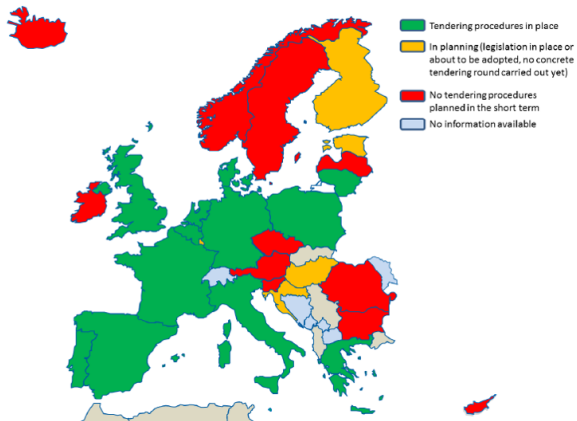 Tendering procedures in place
In planning (legislation in place or
about to be adopted, no concrete
tendering round carried out yet)
No tendering procedures
planned in the short term
No information available